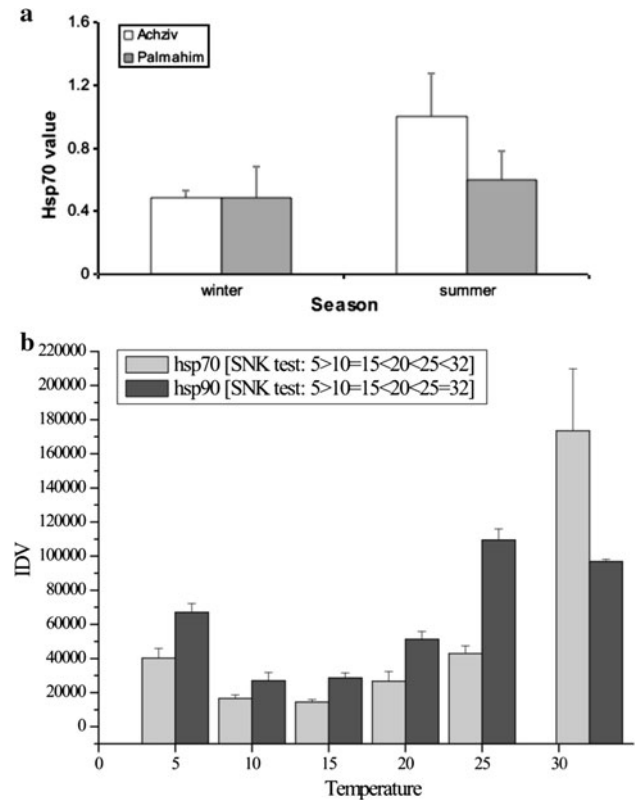 a
1.6
Achziv
Palmahim
1.2
0.8
0.4
0
Hsp70 value
winter
summer
Season
b
220000
200000
180000
160000
140000
120000
100000
80000
60000
40000
20000
0
IDV
hsp70 [SNK test: 5>10=15<20<25<32]
hsp90 [SNK test: 5>10=15<20<25=32]
0
5
10
15
20
25
30
Temperature